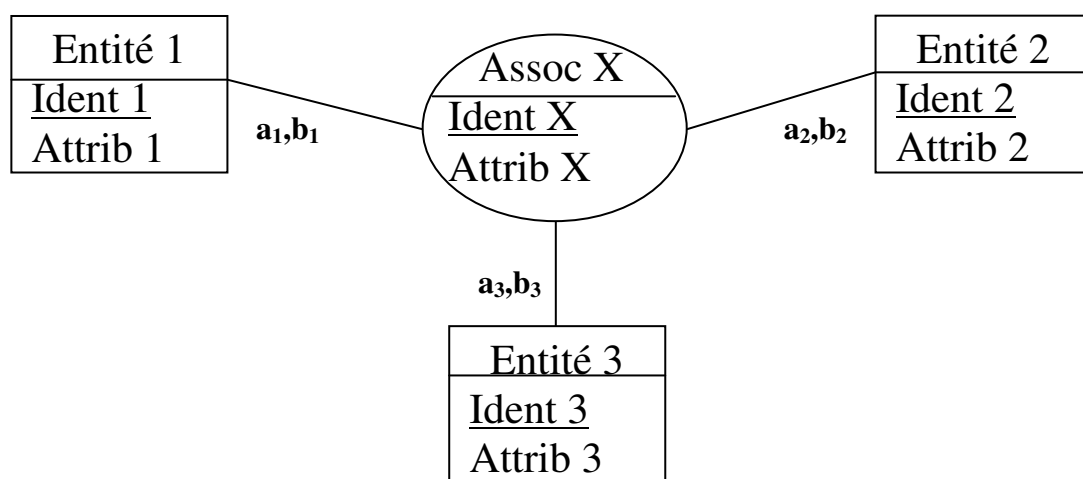 Entité 1
Ident 1
Attrib 1
a₁,b₁
Assoc X
Ident X
Attrib X
a₂,b₂
Entité 2
Ident 2
Attrib 2
a₃,b₃
Entité 3
Ident 3
Attrib 3